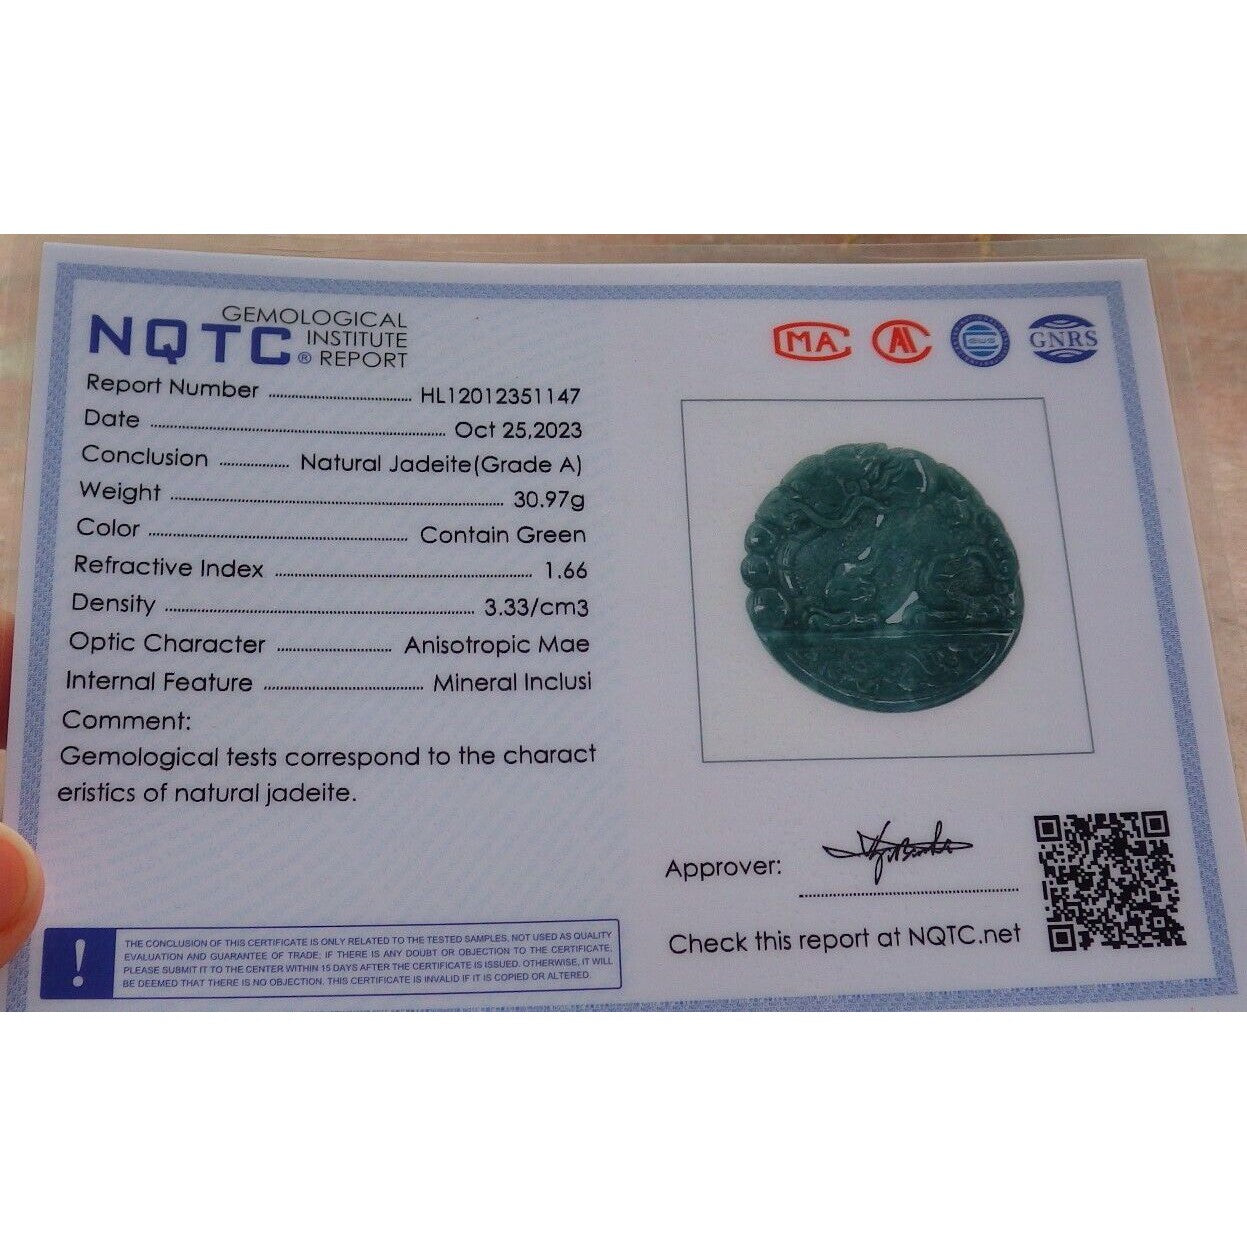 GEMOLOGICAL
NQTC INSTITUTE
® REPORT
MA AL GNRS
Report Number HL12012351147
Date Oct 25,2023
Conclusion Natural Jadeite(Grade A)
Weight 30.97g
Color Contain Green
Refractive Index 1.66
Density 3.33/cm3
Optic Character Anisotropic Mae
Internal Feature Mineral Inclusi
Comment:
Gemological tests correspond to the charact
eristics of natural jadeite.
Approver:
Check this report at NQTC.net
! THE CONCLUSION OF THIS CERTIFICATE IS ONLY RELATED TO THE TESTED SAMPLES, NOT USED AS QUALITY
EVALUATION AND GUARANTEE OF TRADE; IF THERE IS ANY DOUBT OR OBJECTION TO THE CERTIFICATE,
PLEASE SUBMIT IT TO THE CENTER WITHIN 15 DAYS AFTER THE CERTIFICATE IS ISSUED. OTHERWISE, IT WILL
BE DEEMED THAT THERE IS NO OBJECTION. THIS CERTIFICATE IS INVALID IF IT IS COPIED OR ALTERED.